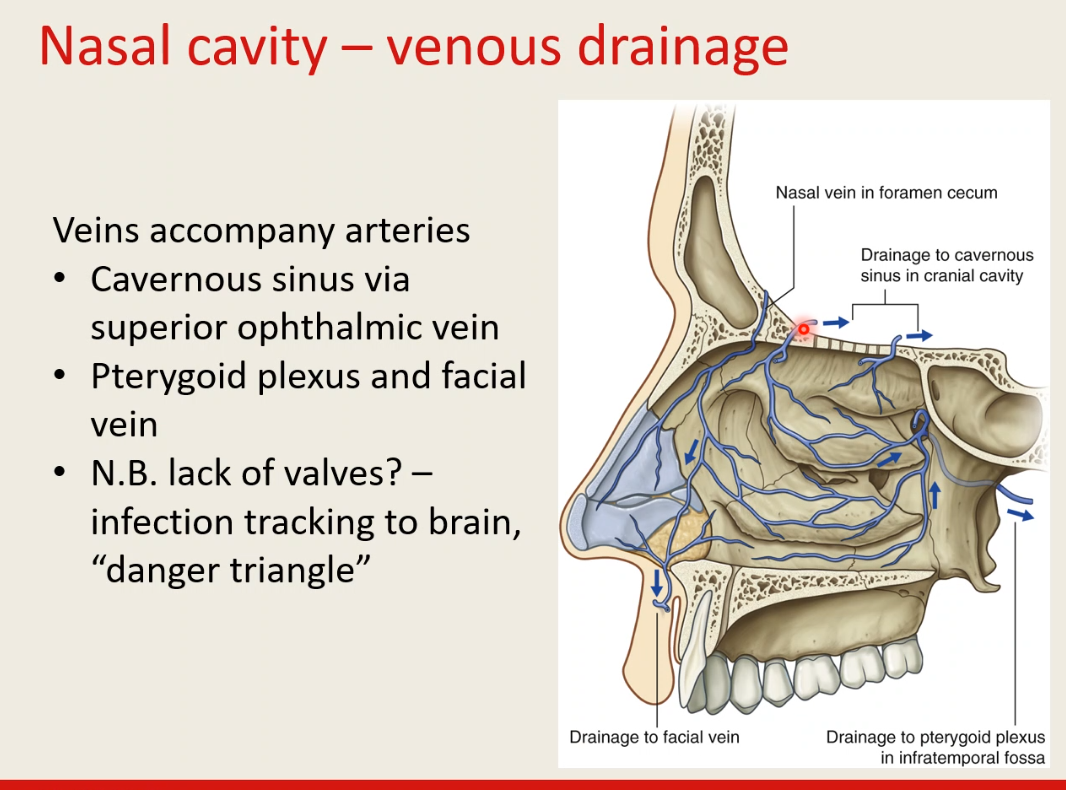 Nasal cavity – venous drainage
Veins accompany arteries
• Cavernous sinus via
superior ophthalmic vein
• Pterygoid plexus and facial
vein
• N.B. lack of valves? –
infection tracking to brain,
“danger triangle”
Nasal vein in foramen cecum
Drainage to cavernous
sinus in cranial cavity
Drainage to facial vein
Drainage to pterygoid plexus
in infratemporal fossa